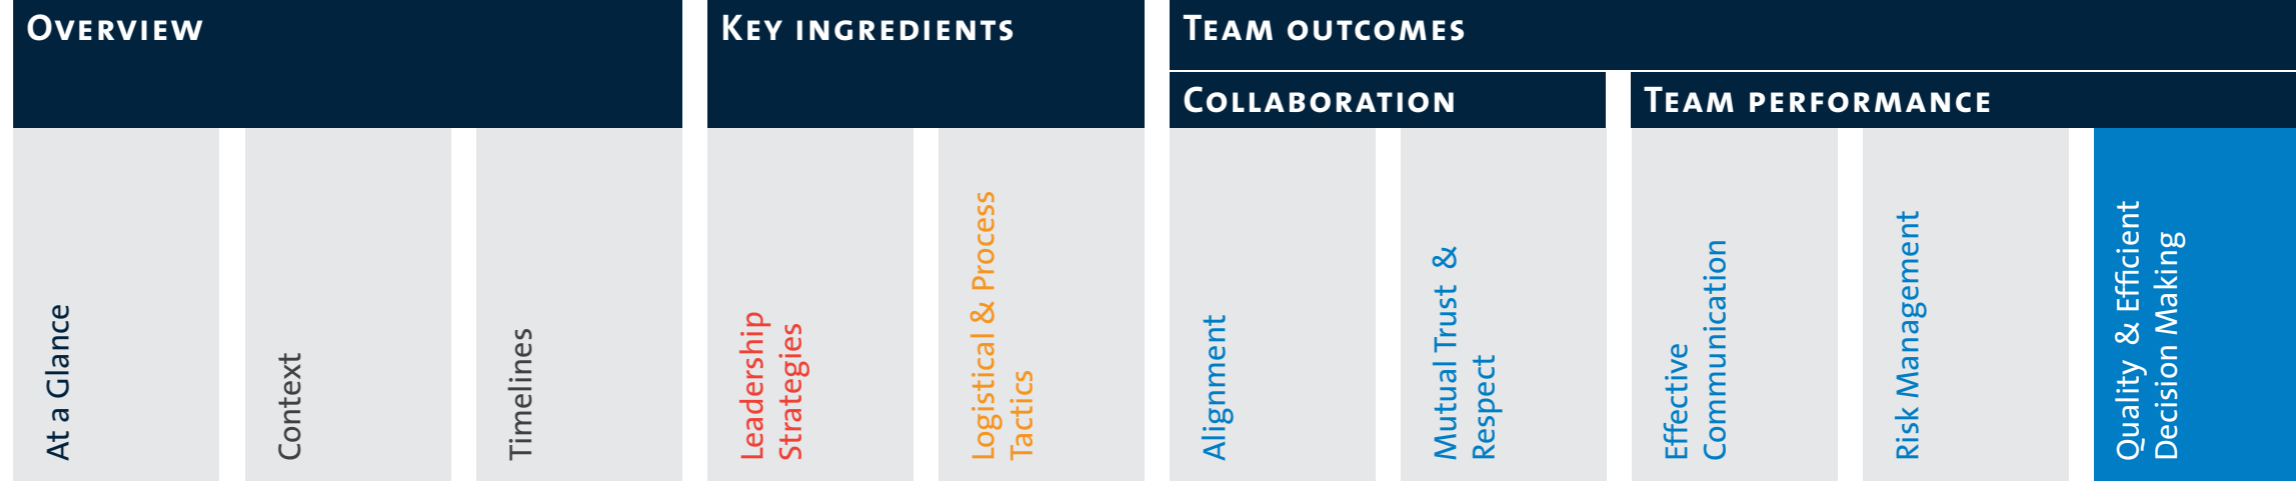 OVERVIEW
KEY INGREDIENTS
TEAM OUTCOMES
COLLABORATION
TEAM PERFORMANCE
At a Glance
Context
Timelines
Leadership
Strategies
Logistical & Process
Tactics
Alignment
Mutual Trust &
Respect
Effective
Communication
Risk Management
Quality & Efficient
Decision Making